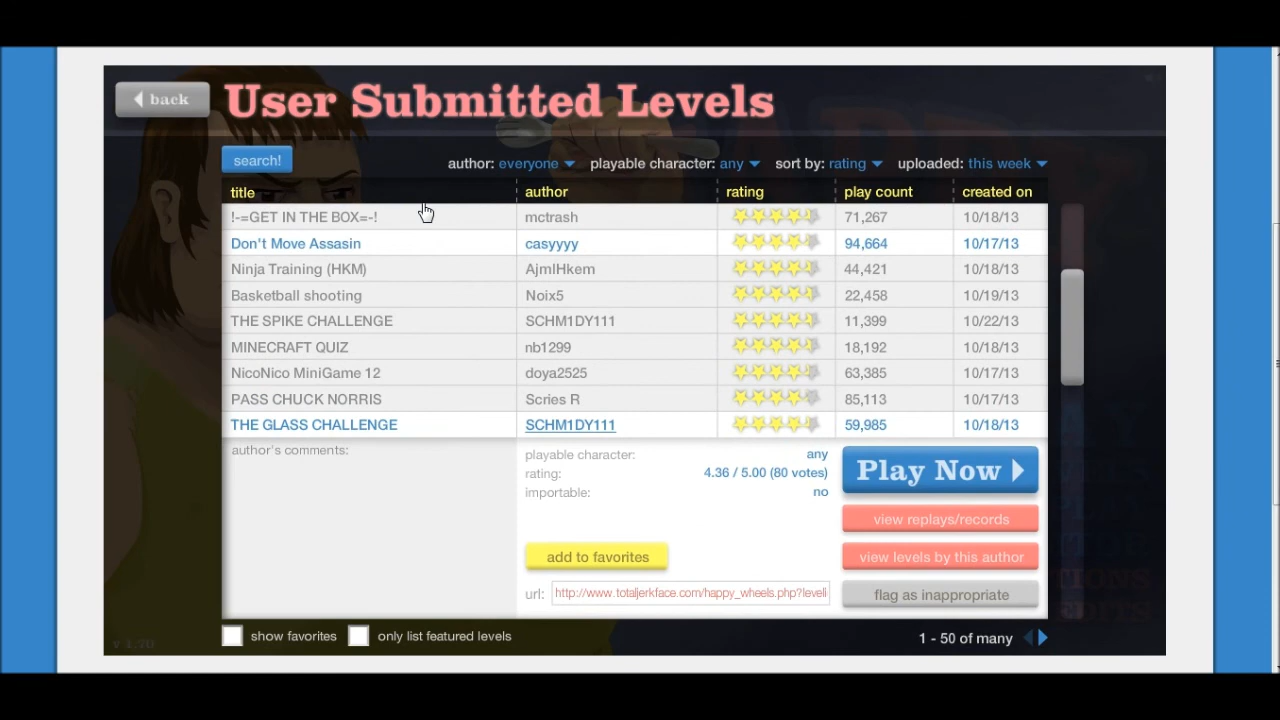 back
User Submitted Levels
search!
author: everyone playable character: any sort by: rating uploaded: this week
title author rating play count created on
!-=GET IN THE BOX=-! mctrash 71,267 10/18/13
Don't Move Assasin casyyyy 94,664 10/17/13
Ninja Training (HKM) AjmlHkem 44,421 10/18/13
Basketball shooting Noix5 22,458 10/19/13
THE SPIKE CHALLENGE SCHM1DY111 11,399 10/22/13
MINECRAFT QUIZ nb1299 18,192 10/18/13
NicoNico MiniGame 12 doya2525 63,385 10/17/13
PASS CHUCK NORRIS Scries R 85,113 10/17/13
THE GLASS CHALLENGE SCHM1DY111 59,985 10/18/13
author's comments:
playable character: any
rating: 4.36 / 5.00 (80 votes)
importable: no
Play Now
view replays/records
add to favorites
view levels by this author
url: http://www.totaljerkface.com/happy_wheels.php?leveli
flag as inappropriate
show favorites only list featured levels
1 - 50 of many
v 1.70